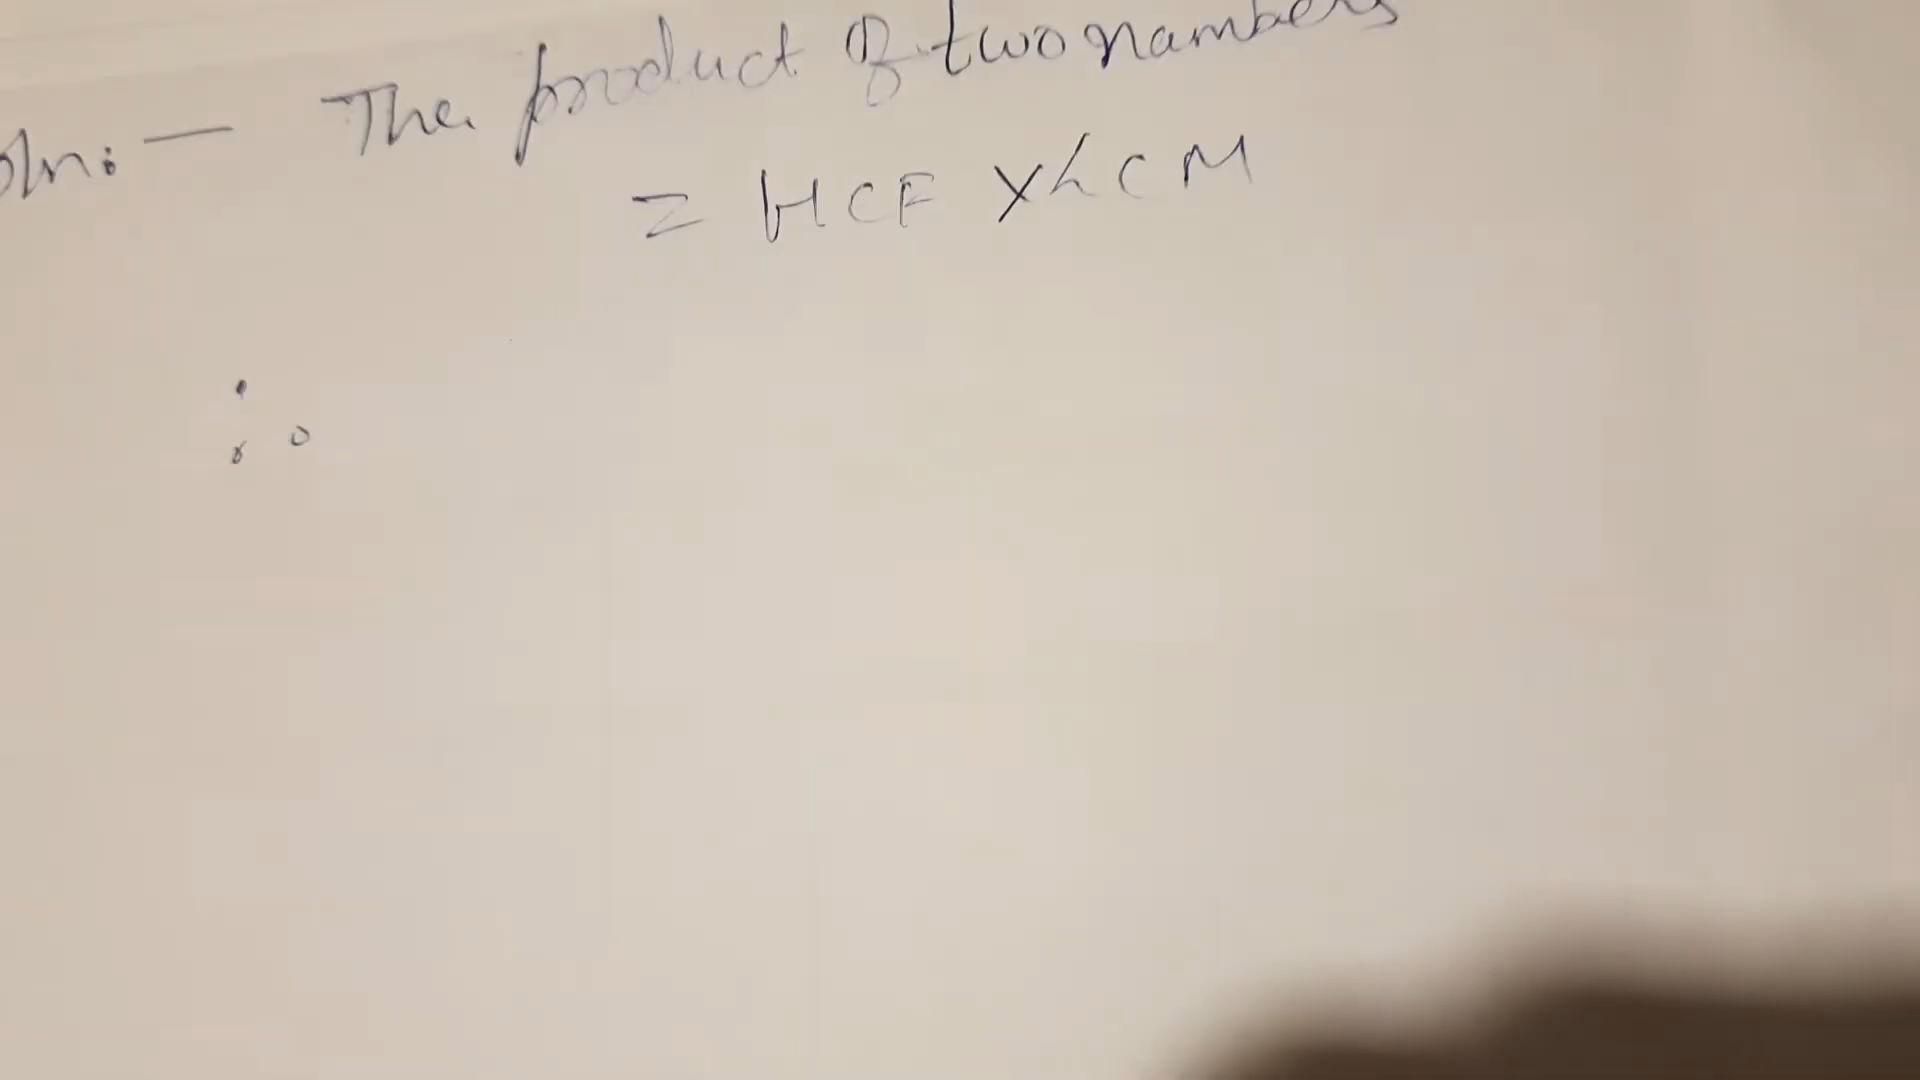 Soln: — The product of two numbers
= HCF X LCM
∴